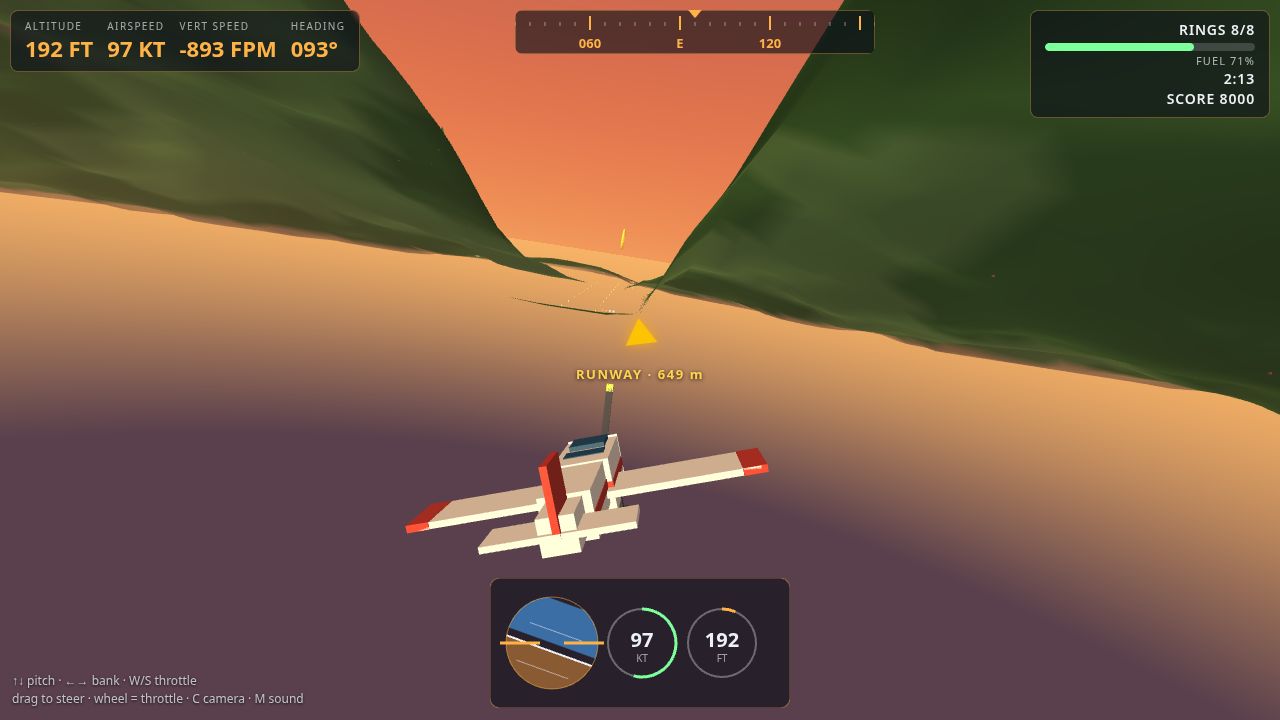 ALTITUDE AIRSPEED VERT SPEED HEADING
192 FT 97 KT -893 FPM 093°
060 E 120
RINGS 8/8
FUEL 71%
2:13
SCORE 8000
RUNWAY · 649 m
97
KT
192
FT
↑↓ pitch · ←→ bank · W/S throttle
drag to steer · wheel = throttle · C camera · M sound